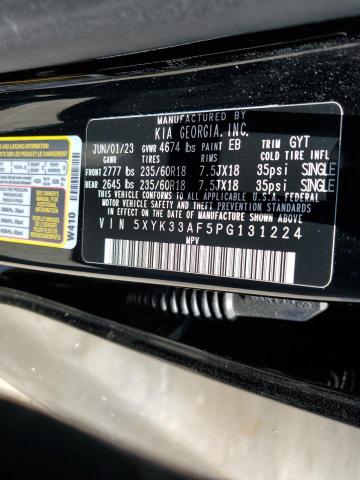 MANUFACTURED BY
KIA GEORGIA, INC.
JUN/01/23 GVWR 4674 lbs PAINT EB TRIM GYT
GAWR TIRES RIMS COLD TIRE INFL
FRONT 2777 lbs 235/60R18 7.5JX18 35psi SINGLE
REAR 2645 lbs 235/60R18 7.5JX18 35psi SINGLE
THIS VEHICLE CONFORMS TO ALL APPLICABLE U.S.A. FEDERAL
MOTOR VEHICLE SAFETY, BUMPER, AND THEFT PREVENTION
STANDARDS IN EFFECT ON THE DATE OF MANUFACTURE SHOWN ABOVE
VIN 5XYK33AF5PG131224
MPV
W410